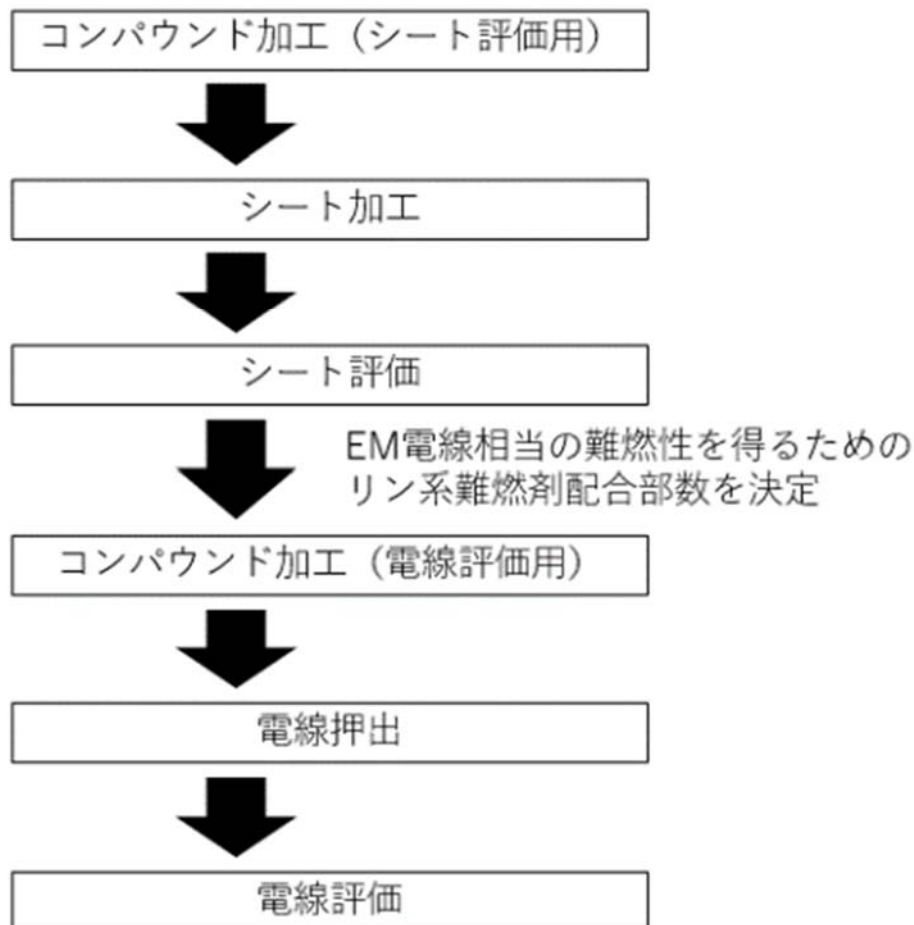 コンパウンド加工（シート評価用）
シート加工
シート評価
EM電線相当の難燃性を得るための
リン系難燃剤配合部数を決定
コンパウンド加工（電線評価用）
電線押出
電線評価